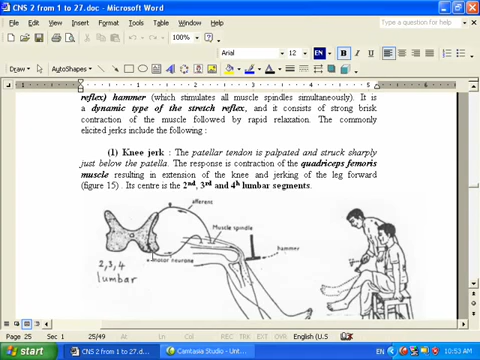 CNS 2 from 1 to 27.doc - Microsoft Word
File Edit View Insert Format Tools Table Window Help
Type a question for help
100%
Arial 12 EN B I U
Draw AutoShapes
reflex) hammer (which stimulates all muscle spindles simultaneously). It is
a dynamic type of the stretch reflex, and it consists of strong brisk
contraction of the muscle followed by rapid relaxation. The commonly
elicited jerks include the following :
(1) Knee jerk : The patellar tendon is palpated and struck sharply
just below the patella. The response is contraction of the quadriceps femoris
muscle resulting in extension of the knee and jerking of the leg forward
(figure 15) . Its centre is the 2nd, 3rd and 4th lumbar segments.
afferent
Muscle spindle
hammer
motor neurone
2,3,4
lumbar
Page 25 Sec 1 25/49 At Ln Col REC TRK EXT OVR English (U.S
start
CNS 2 from 1 to 27.d...
Camtasia Studio - Unt...
EN
10:53 AM